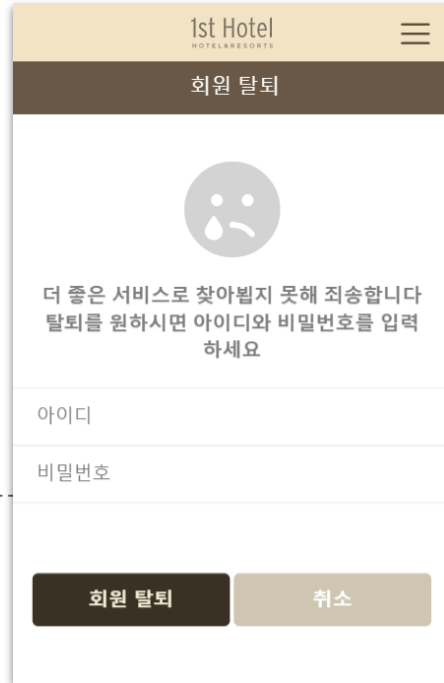 1st Hotel
HOTEL&RESORTS
회원 탈퇴
더 좋은 서비스로 찾아뵙지 못해 죄송합니다
탈퇴를 원하시면 아이디와 비밀번호를 입력
하세요
아이디
비밀번호
회원 탈퇴 취소